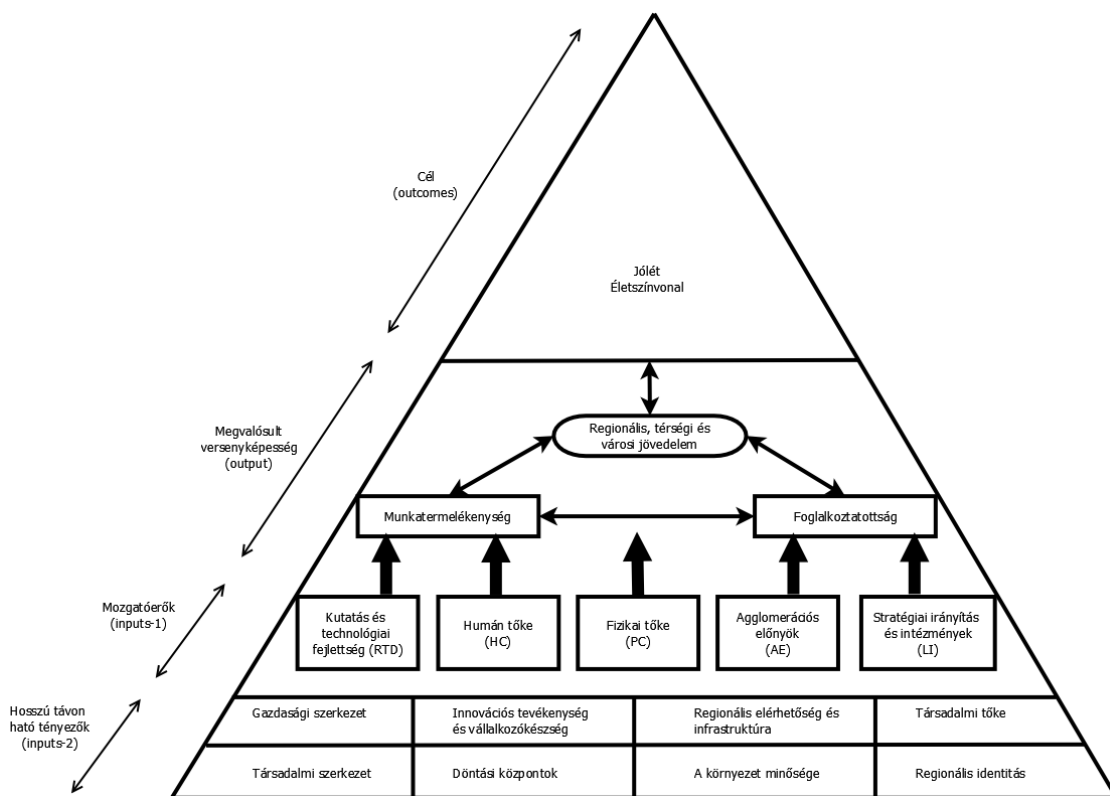 Cél
(outcomes)
Jólét
Életszínvonal
Megvalósult
versenyképesség
(output)
Regionális, térségi és
városi jövedelem
Munkatermelékenység
Foglalkoztatottság
Mozgatóerők
(inputs-1)
Kutatás és
technológiai
fejlettség (RTD)
Humán tőke
(HC)
Fizikai tőke
(PC)
Agglomerációs
előnyök
(AE)
Stratégiai irányítás
és intézmények
(LI)
Hosszú távon
ható tényezők
(inputs-2)
Gazdasági szerkezet
Innovációs tevékenység
és vállalkozókészség
Regionális elérhetőség és
infrastruktúra
Társadalmi tőke
Társadalmi szerkezet
Döntási központok
A környezet minősége
Regionális identitás